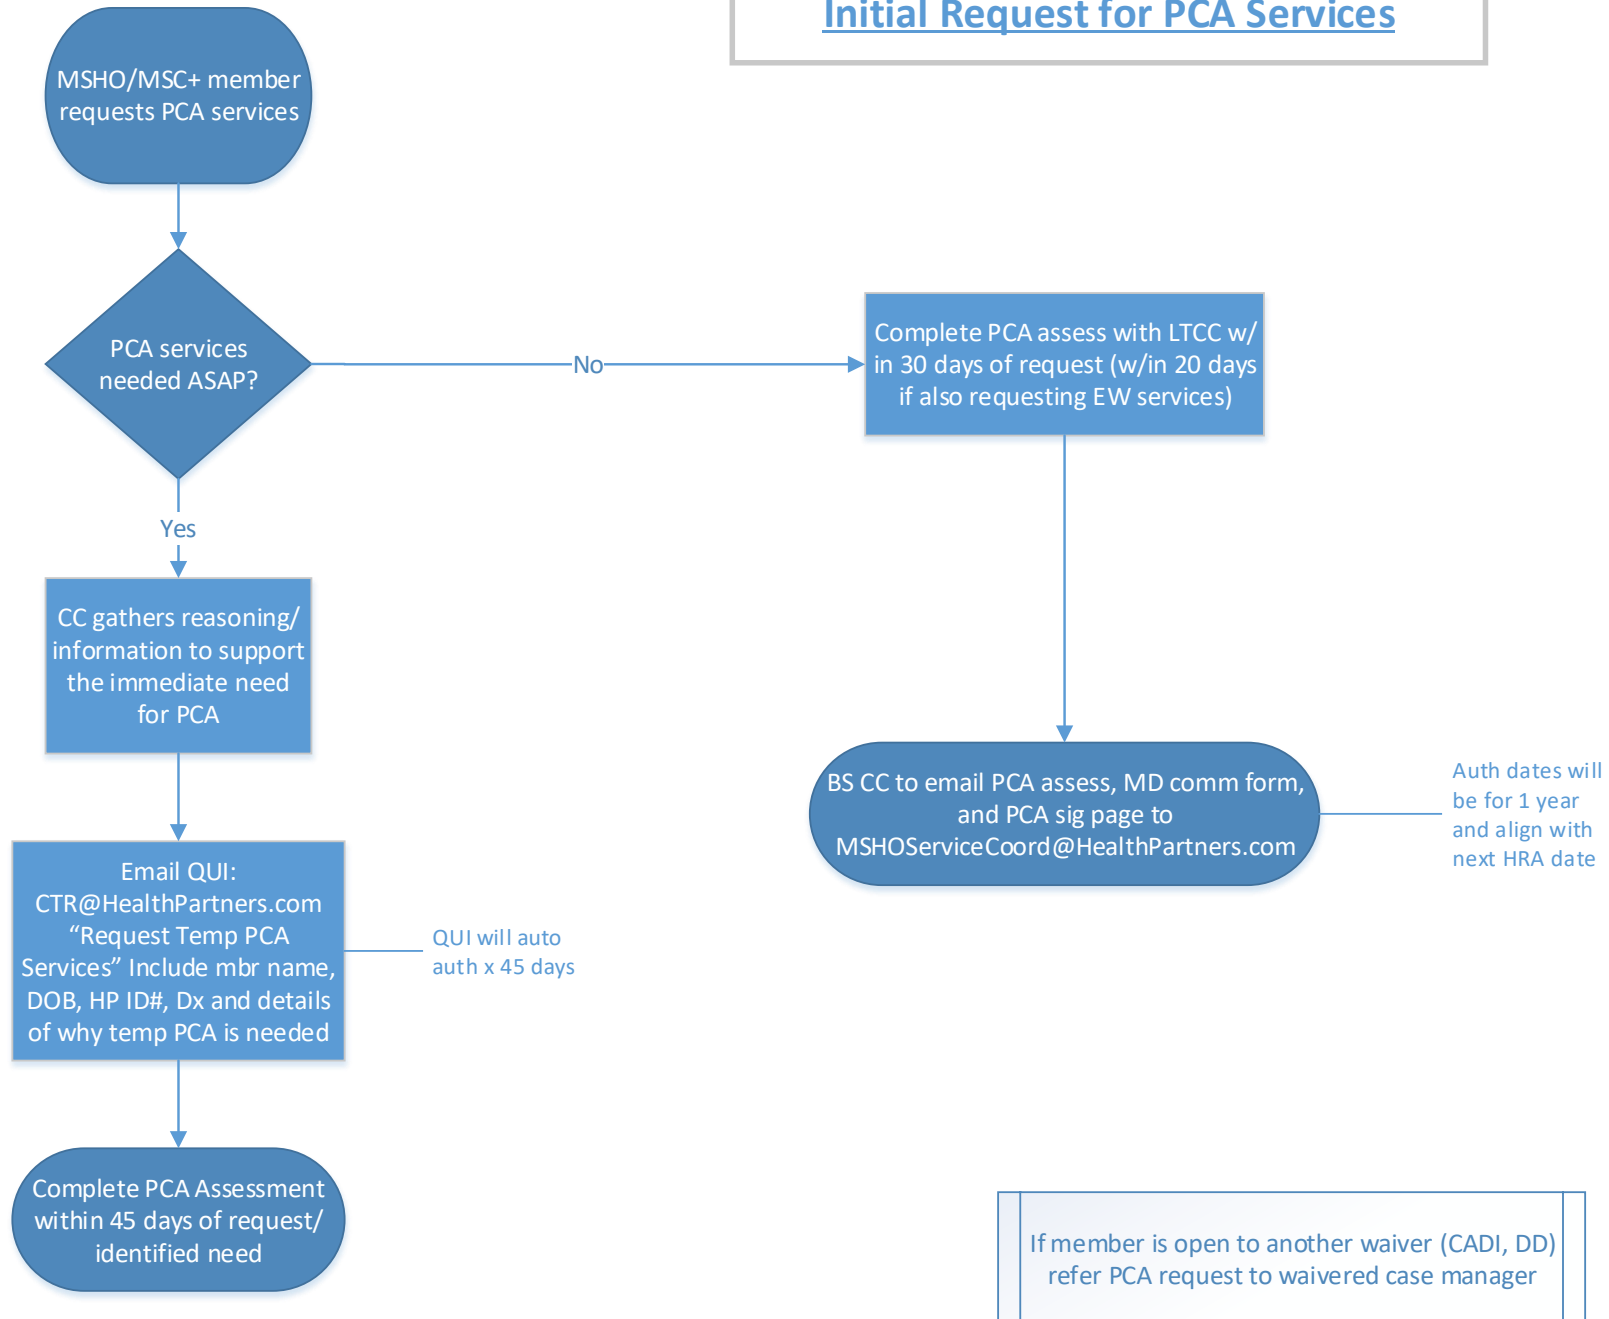 Initial Request for PCA Services
MSHO/MSC+ member
requests PCA services
PCA services
needed ASAP?
No
Complete PCA assess with LTCC w/
in 30 days of request (w/in 20 days
if also requesting EW services)
Yes
CC gathers reasoning/
information to support
the immediate need
for PCA
BS CC to email PCA assess, MD comm form,
and PCA sig page to
MSHOServiceCoord@HealthPartners.com
Auth dates will
be for 1 year
and align with
next HRA date
Email QUI:
CTR@HealthPartners.com
“Request Temp PCA
Services” Include mbr name,
DOB, HP ID#, Dx and details
of why temp PCA is needed
QUI will auto
auth x 45 days
Complete PCA Assessment
within 45 days of request/
identified need
If member is open to another waiver (CADI, DD)
refer PCA request to waivered case manager